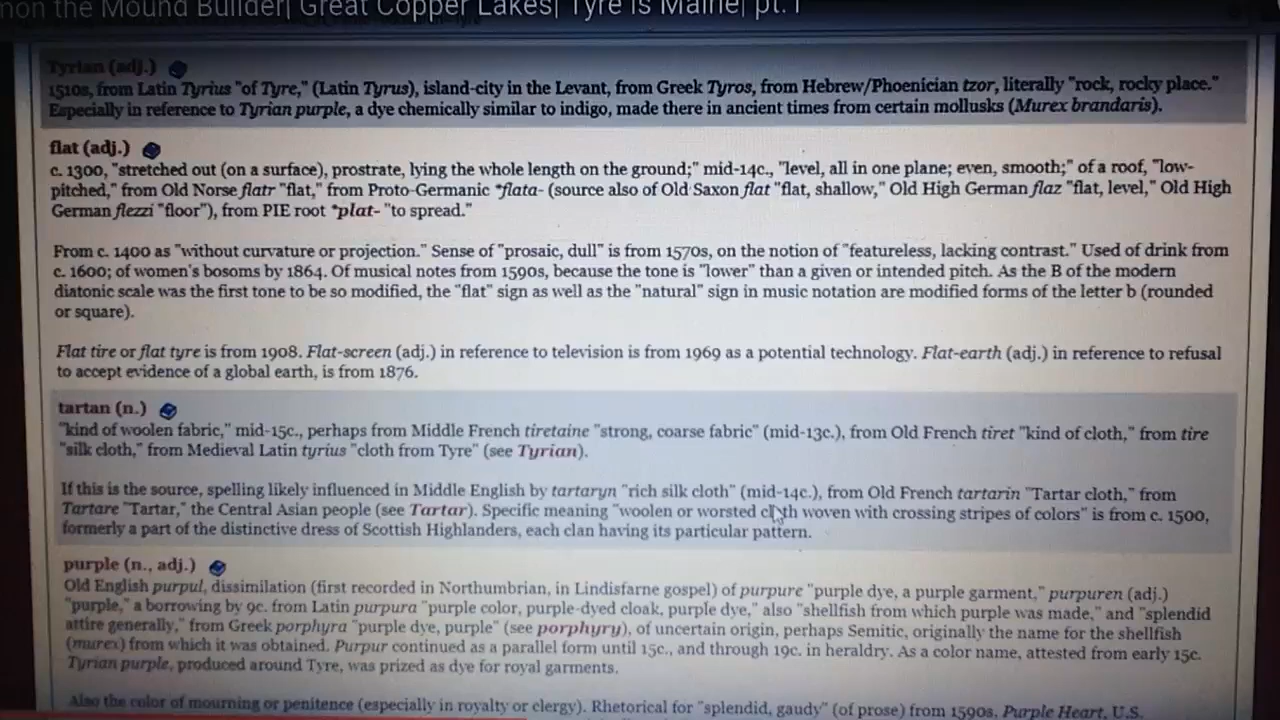 non the Mound Builder| Great Copper Lakes| Tyre is Maine| pt.1
Tyrian (adj.)
1510s, from Latin Tyrius "of Tyre," (Latin Tyrus), island-city in the Levant, from Greek Tyros, from Hebrew/Phoenician tzor, literally "rock, rocky place."
Especially in reference to Tyrian purple, a dye chemically similar to indigo, made there in ancient times from certain mollusks (Murex brandaris).
flat (adj.)
c. 1300, "stretched out (on a surface), prostrate, lying the whole length on the ground;" mid-14c., "level, all in one plane; even, smooth;" of a roof, "low-
pitched," from Old Norse flatr "flat," from Proto-Germanic *flata- (source also of Old Saxon flat "flat, shallow," Old High German flaz "flat, level," Old High
German flezzi "floor"), from PIE root *plat- "to spread."
From c. 1400 as "without curvature or projection." Sense of "prosaic, dull" is from 1570s, on the notion of "featureless, lacking contrast." Used of drink from
c. 1600; of women's bosoms by 1864. Of musical notes from 1590s, because the tone is "lower" than a given or intended pitch. As the B of the modern
diatonic scale was the first tone to be so modified, the "flat" sign as well as the "natural" sign in music notation are modified forms of the letter b (rounded
or square).
Flat tire or flat tyre is from 1908. Flat-screen (adj.) in reference to television is from 1969 as a potential technology. Flat-earth (adj.) in reference to refusal
to accept evidence of a global earth, is from 1876.
tartan (n.)
"kind of woolen fabric," mid-15c., perhaps from Middle French tiretaine "strong, coarse fabric" (mid-13c.), from Old French tiret "kind of cloth," from tire
"silk cloth," from Medieval Latin tyrius "cloth from Tyre" (see Tyrian).
If this is the source, spelling likely influenced in Middle English by tartaryn "rich silk cloth" (mid-14c.), from Old French tartarin "Tartar cloth," from
Tartare "Tartar," the Central Asian people (see Tartar). Specific meaning "woolen or worsted cloth woven with crossing stripes of colors" is from c. 1500,
formerly a part of the distinctive dress of Scottish Highlanders, each clan having its particular pattern.
purple (n., adj.)
Old English purpul, dissimilation (first recorded in Northumbrian, in Lindisfarne gospel) of purpure "purple dye, a purple garment," purpuren (adj.)
"purple," a borrowing by 9c. from Latin purpura "purple color, purple-dyed cloak, purple dye," also "shellfish from which purple was made," and "splendid
attire generally," from Greek porphyra "purple dye, purple" (see porphyry), of uncertain origin, perhaps Semitic, originally the name for the shellfish
(murex) from which it was obtained. Purpur continued as a parallel form until 15c., and through 19c. in heraldry. As a color name, attested from early 15c.
Tyrian purple, produced around Tyre, was prized as dye for royal garments.
Also the color of mourning or penitence (especially in royalty or clergy). Rhetorical for "splendid, gaudy" (of prose) from 1590s. Purple Heart, U.S.